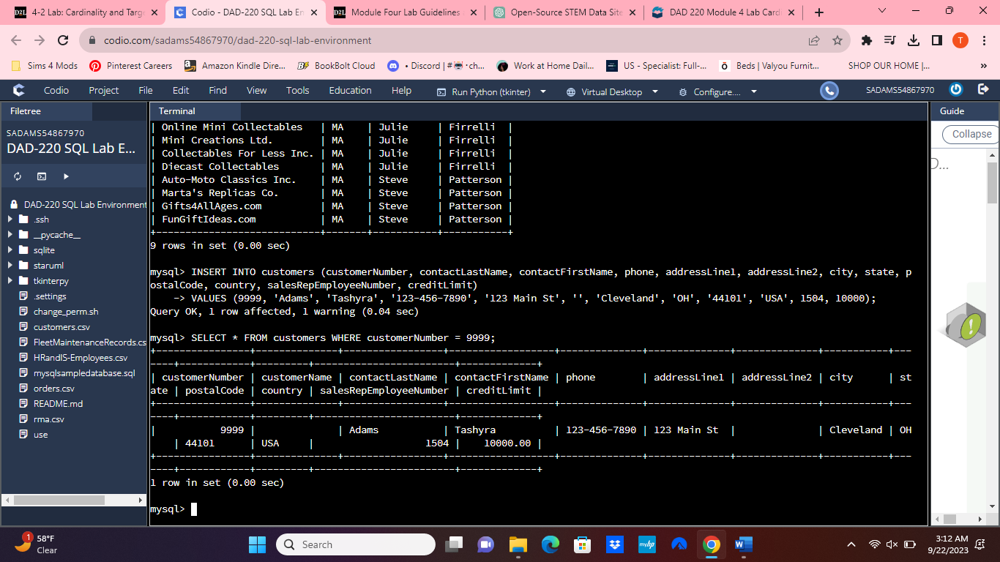 4-2 Lab: Cardinality and Targe
Codio - DAD-220 SQL Lab En
Module Four Lab Guidelines
Open-Source STEM Data Site
DAD 220 Module 4 Lab Card
codio.com/sadams54867970/dad-220-sql-lab-environment
T
Sims 4 Mods
Pinterest Careers
Amazon Kindle Dire...
BookBolt Cloud
• Discord | #
ch...
Work at Home Dail...
US - Specialist: Full-...
Beds | Valyou Furnit...
SHOP OUR HOME |...
»
Codio Project File Edit Find View Tools Education Help
Run Python (tkinter)
Virtual Desktop
Configure....
SADAMS54867970
Filetree
SADAMS54867970
DAD-220 SQL Lab E...
DAD-220 SQL Lab Environment
.ssh
__pycache__
sqlite
staruml
tkinterpy
.settings
change_perm.sh
customers.csv
FleetMaintenanceRecords.cs
HRandIS-Employees.csv
mysqlsampledatabase.sql
orders.csv
README.md
rma.csv
use
Terminal
| Online Mini Collectables   | MA    | Julie     | Firrelli  |
| Mini Creations Ltd.        | MA    | Julie     | Firrelli  |
| Collectables For Less Inc. | MA    | Julie     | Firrelli  |
| Diecast Collectables       | MA    | Julie     | Firrelli  |
| Auto-Moto Classics Inc.    | MA    | Steve     | Patterson |
| Marta's Replicas Co.       | MA    | Steve     | Patterson |
| Gifts4AllAges.com          | MA    | Steve     | Patterson |
| FunGiftIdeas.com           | MA    | Steve     | Patterson |
+----------------------------+-------+-----------+-----------+
9 rows in set (0.00 sec)
mysql> INSERT INTO customers (customerNumber, contactLastName, contactFirstName, phone, addressLine1, addressLine2, city, state, p
ostalCode, country, salesRepEmployeeNumber, creditLimit)
    -> VALUES (9999, 'Adams', 'Tashyra', '123-456-7890', '123 Main St', '', 'Cleveland', 'OH', '44101', 'USA', 1504, 10000);
Query OK, 1 row affected, 1 warning (0.04 sec)
mysql> SELECT * FROM customers WHERE customerNumber = 9999;
+----------------+--------------+-----------------+------------------+--------------+--------------+--------------+-----------+---
----+------------+---------+------------------------+-------------+
| customerNumber | customerName | contactLastName | contactFirstName | phone        | addressLine1 | addressLine2 | city      | st
ate | postalCode | country | salesRepEmployeeNumber | creditLimit |
+----------------+--------------+-----------------+------------------+--------------+--------------+--------------+-----------+---
----+------------+---------+------------------------+-------------+
|           9999 |              | Adams           | Tashyra          | 123-456-7890 | 123 Main St  |              | Cleveland | OH
    | 44101      | USA     |                   1504 |    10000.00 |
+----------------+--------------+-----------------+------------------+--------------+--------------+--------------+-----------+---
----+------------+---------+------------------------+-------------+
1 row in set (0.00 sec)
mysql>
Guide
Collapse
D...
1
58°F
Clear
Search
3:12 AM
9/22/2023